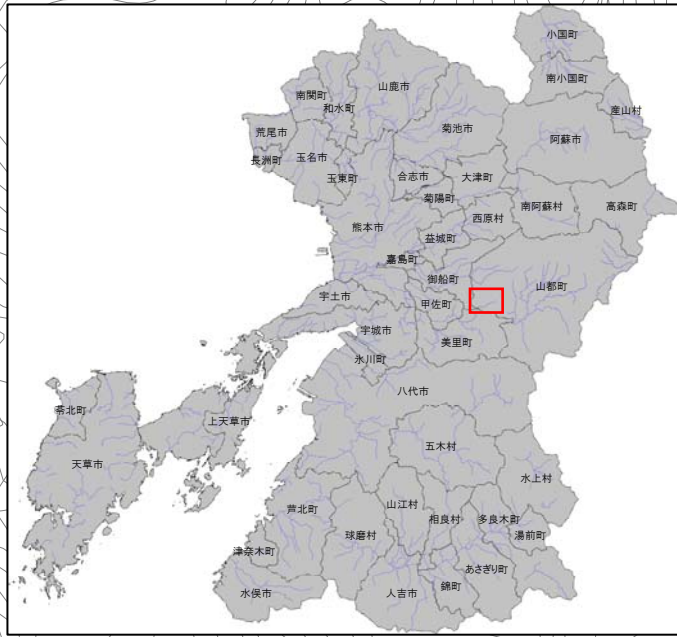 小国町
南小国町
産山村
山鹿市
南関町
和水町
菊池市
荒尾市
阿蘇市
長洲町
玉名市
玉東町
合志市
大津町
菊陽町
西原村
南阿蘇村
高森町
熊本市
益城町
嘉島町
御船町
山都町
宇土市
甲佐町
宇城市
美里町
氷川町
八代市
苓北町
上天草市
天草市
五木村
水上村
芦北町
山江村
球磨村
相良村
多良木町
湯前町
津奈木町
あさぎり町
水俣市
人吉市
錦町